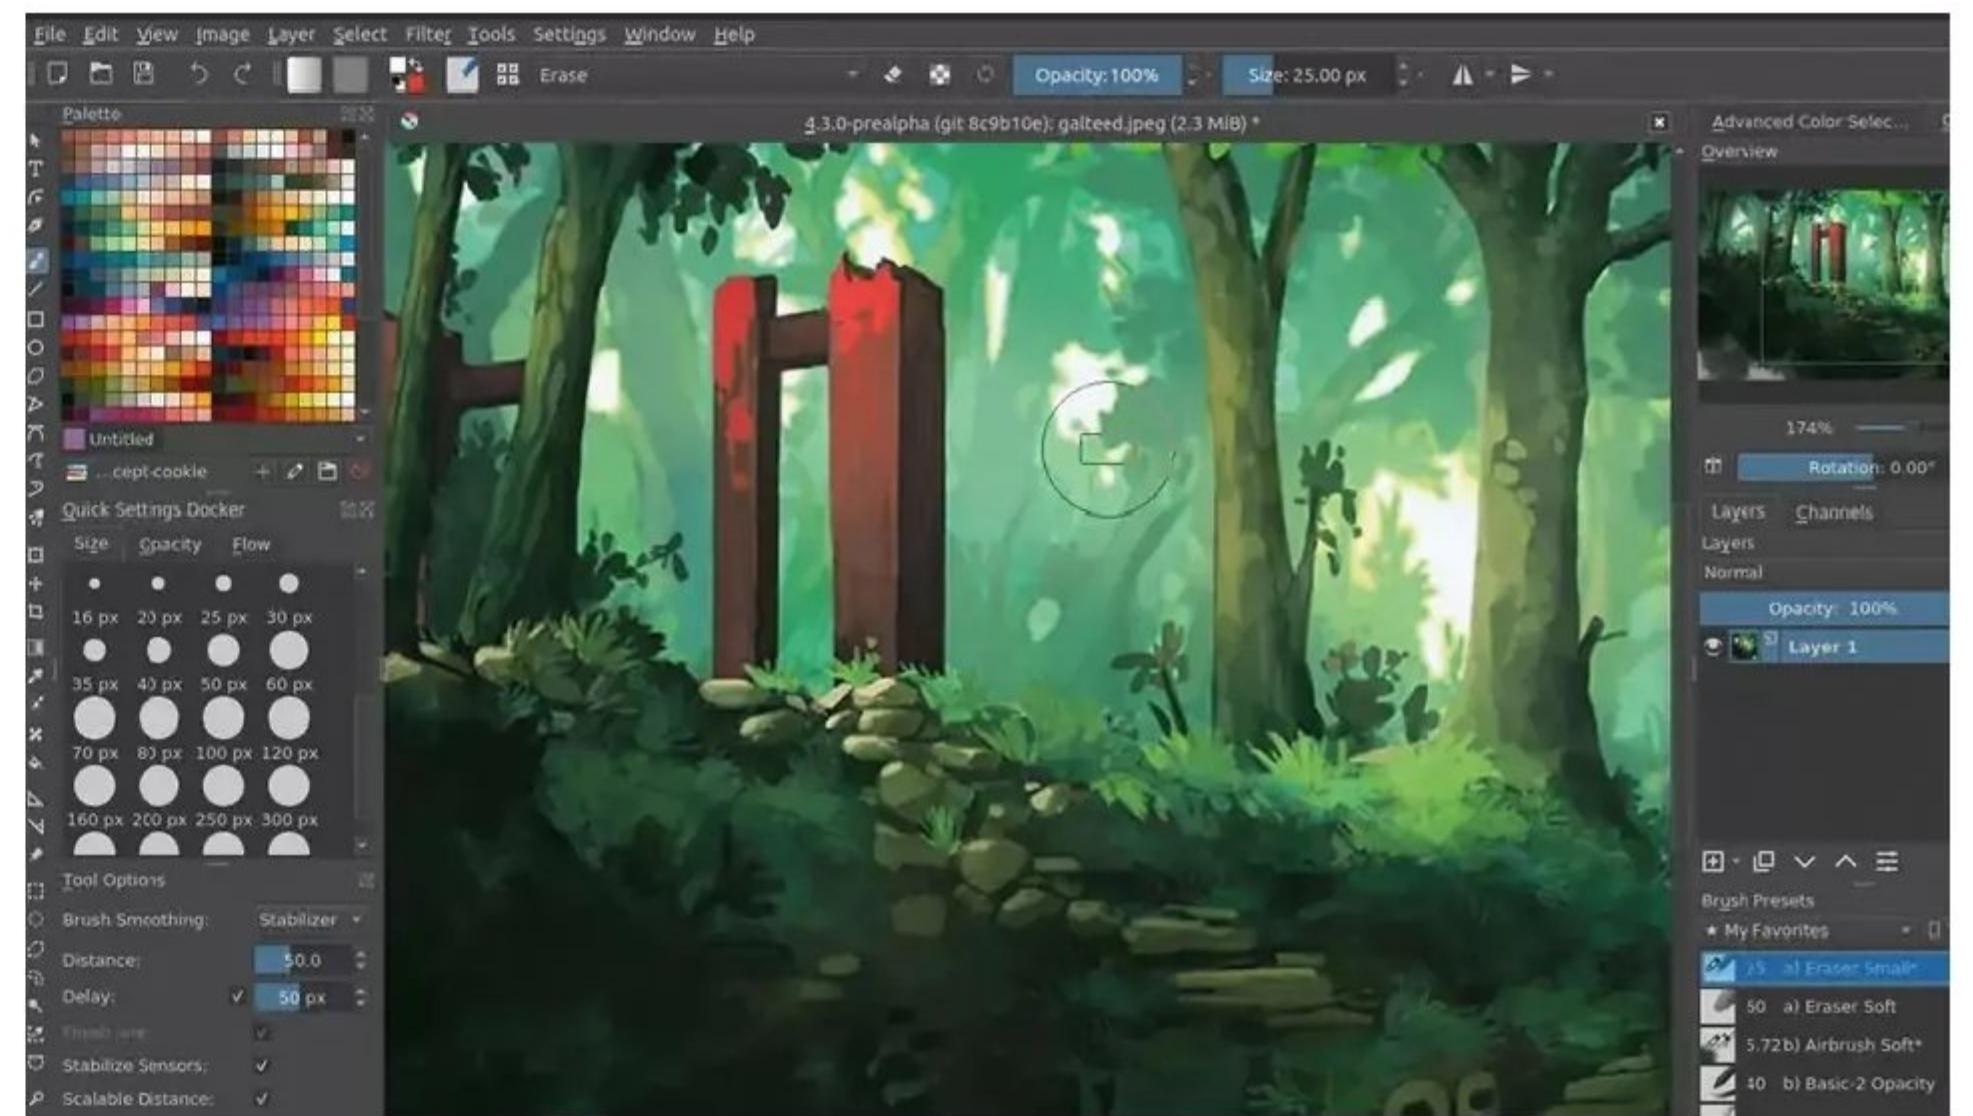 File Edit View Image Layer Select Filter Tools Settings Window Help
Erase Opacity: 100% Size: 25.00 px
Palette
4.3.0-prealpha (git 8c9b10e): galteed.jpeg (2.3 MiB) *
Advanced Color Selec...
Overview
Untitled
...cept-cookie
174%
Rotation: 0.00°
Quick Settings Docker
Size Opacity Flow
16 px 20 px 25 px 30 px
35 px 40 px 50 px 60 px
70 px 80 px 100 px 120 px
160 px 200 px 250 px 300 px
Layers Channels
Layers
Normal
Opacity: 100%
Layer 1
Tool Options
Brush Smoothing: Stabilizer
Distance: 50.0
Delay: 50 px
Stabilize Sensors:
Scalable Distance:
Brush Presets
★ My Favorites
25 a) Eraser Small*
60 a) Eraser Soft
5.72 b) Airbrush Soft*
40 b) Basic-2 Opacity